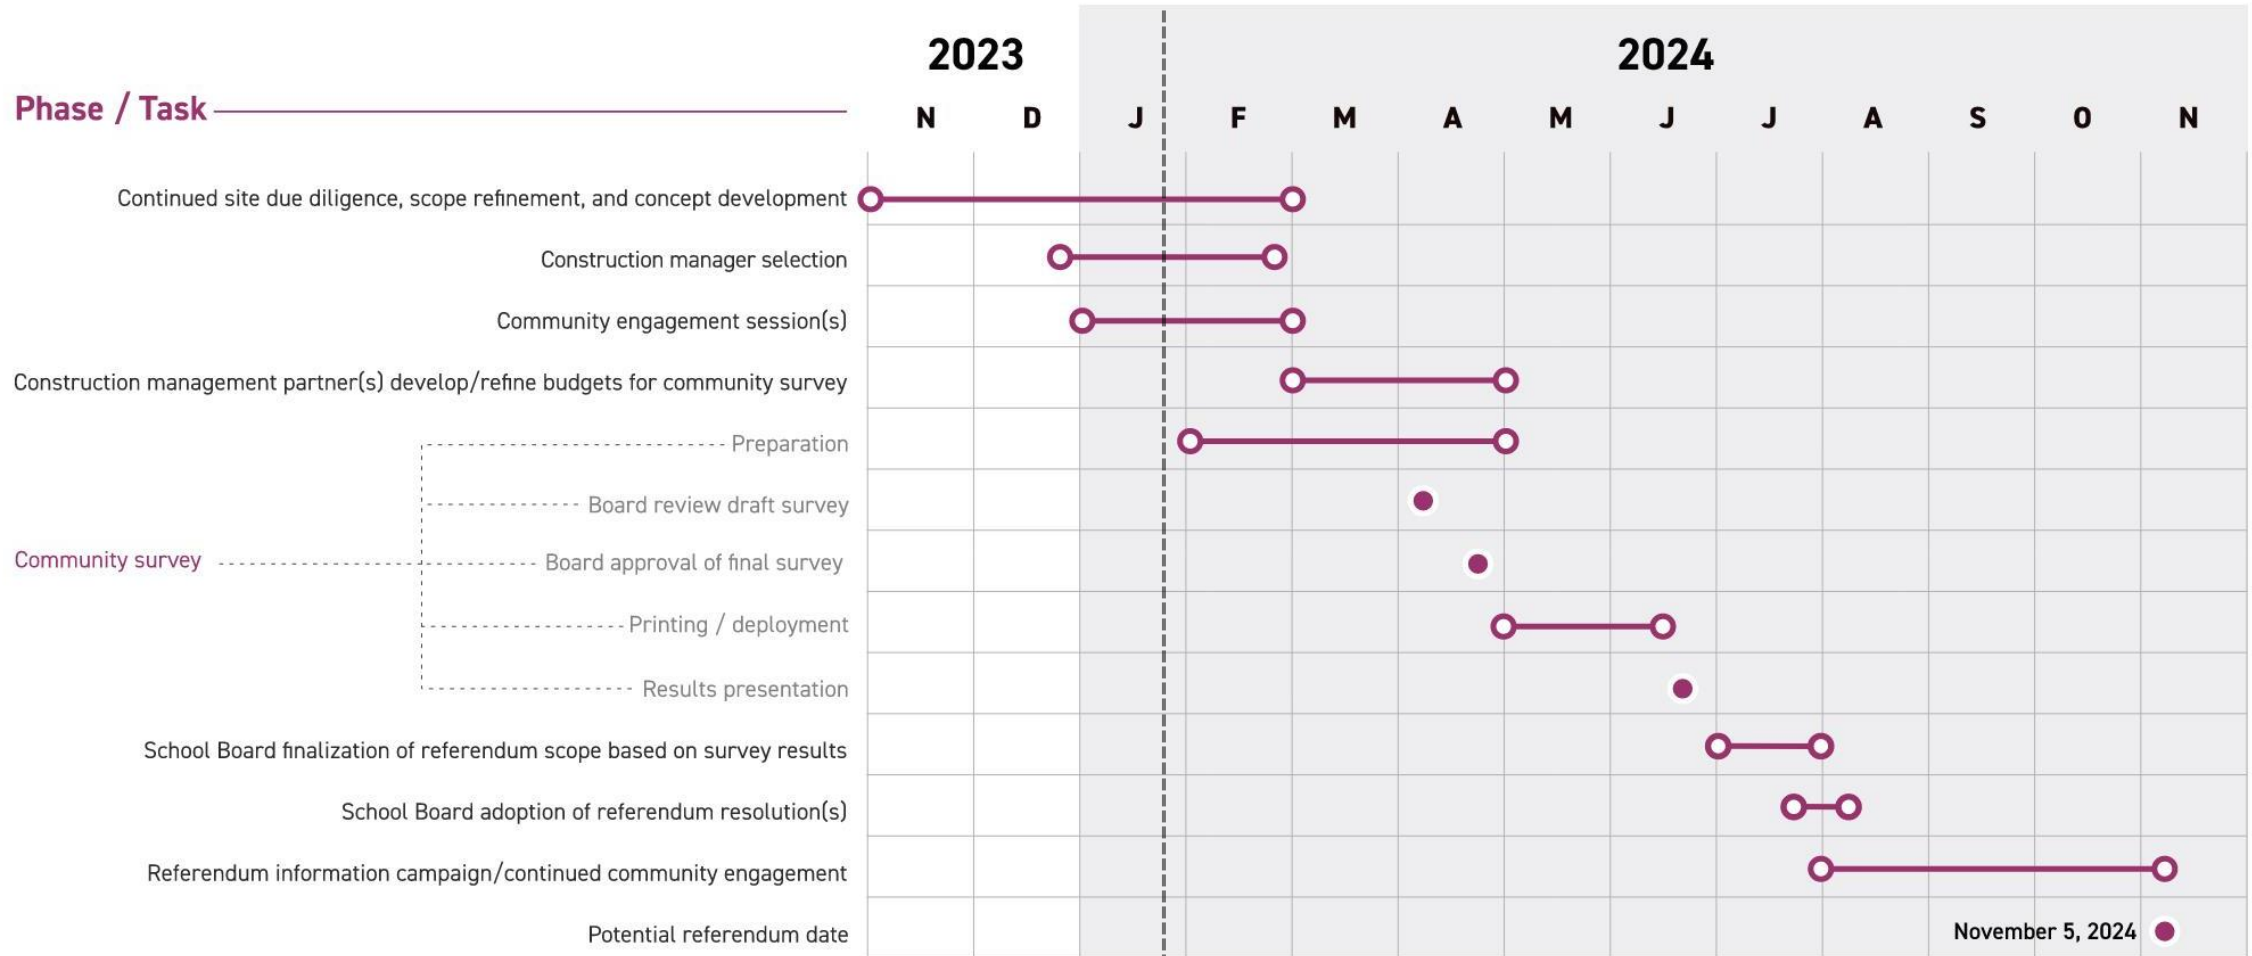 2023
2024
Phase / Task
N D J F M A M J J A S O N
Continued site due diligence, scope refinement, and concept development
Construction manager selection
Community engagement session(s)
Construction management partner(s) develop/refine budgets for community survey
Preparation
Board review draft survey
Community survey
Board approval of final survey
Printing / deployment
Results presentation
School Board finalization of referendum scope based on survey results
School Board adoption of referendum resolution(s)
Referendum information campaign/continued community engagement
Potential referendum date
November 5, 2024